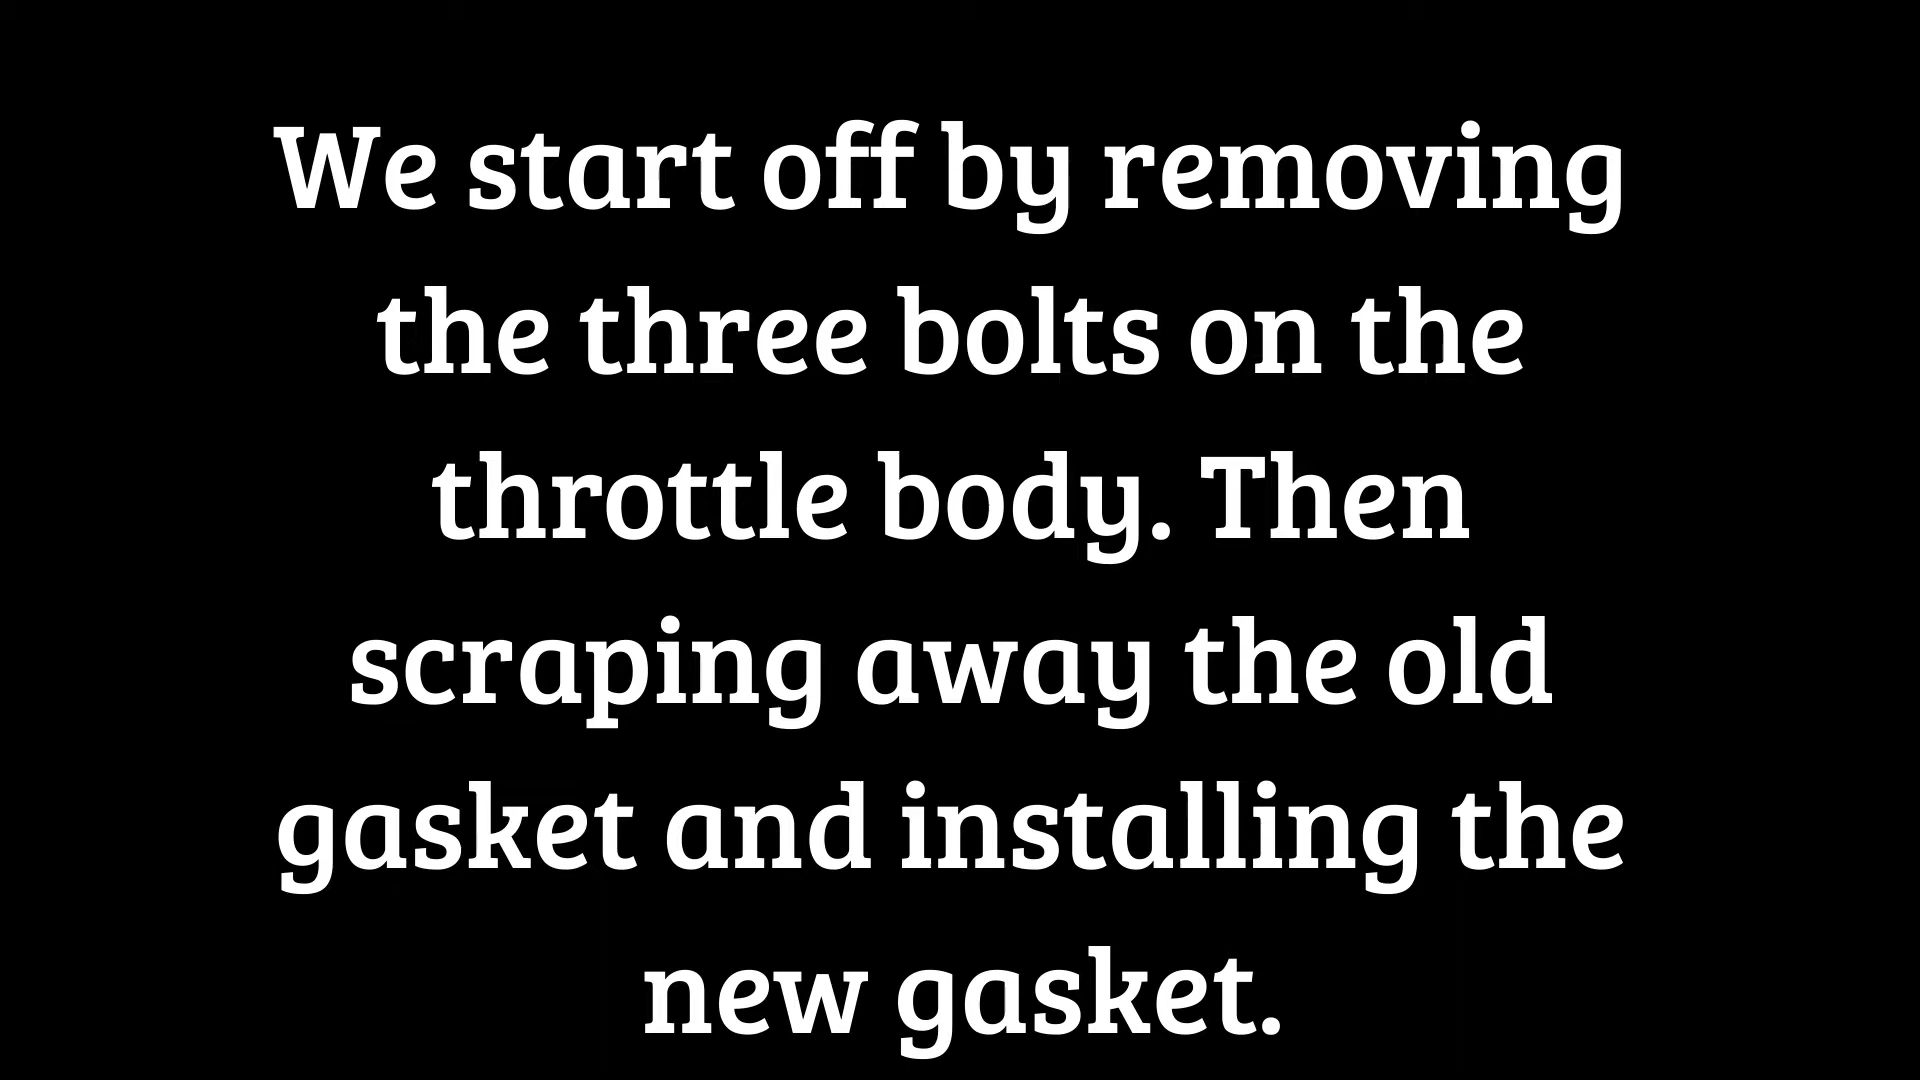 We start off by removing
the three bolts on the
throttle body. Then
scraping away the old
gasket and installing the
new gasket.